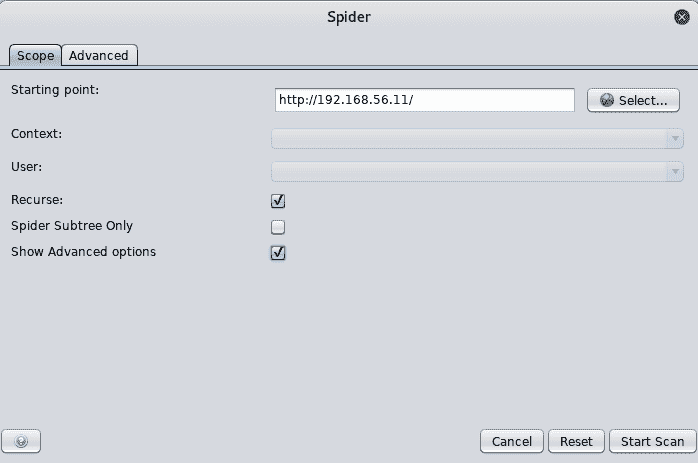 Spider
Scope Advanced
Starting point: http://192.168.56.11/ Select...
Context:
User:
Recurse:
Spider Subtree Only
Show Advanced options
? Cancel Reset Start Scan